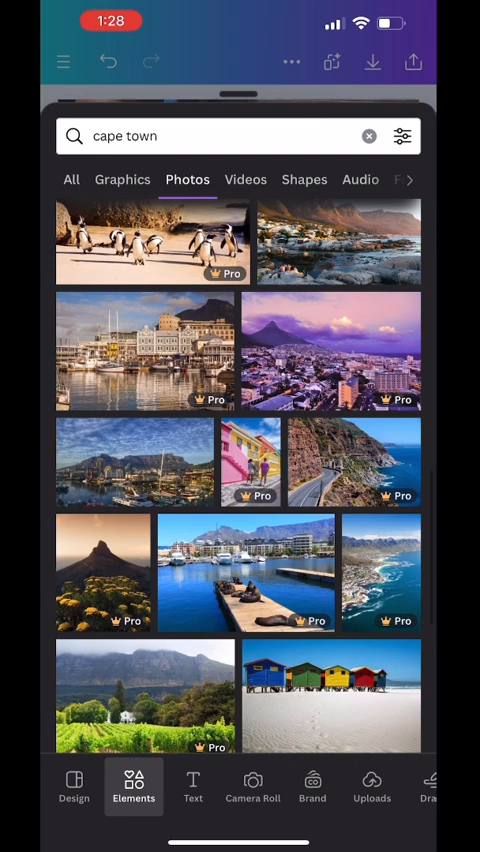 1:28
cape town
All Graphics Photos Videos Shapes Audio
Pro
Pro
Pro
Pro
Pro
Pro
Pro
Pro
Pro
Design Elements Text Camera Roll Brand Uploads